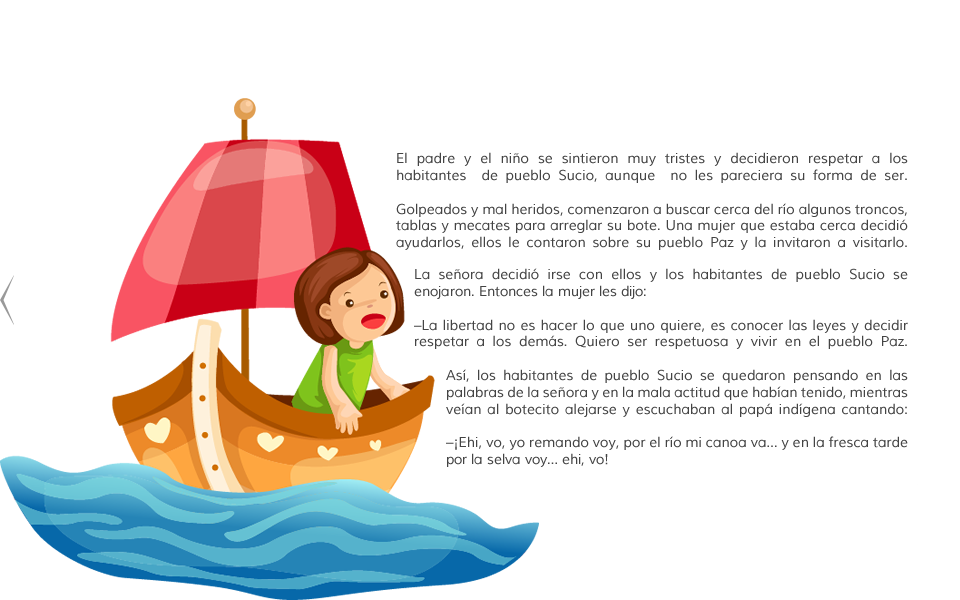 El padre y el niño se sintieron muy tristes y decidieron respetar a los
habitantes de pueblo Sucio, aunque no les pareciera su forma de ser.
Golpeados y mal heridos, comenzaron a buscar cerca del río algunos troncos,
tablas y mecates para arreglar su bote. Una mujer que estaba cerca decidió
ayudarlos, ellos le contaron sobre su pueblo Paz y la invitaron a visitarlo.
La señora decidió irse con ellos y los habitantes de pueblo Sucio se
enojaron. Entonces la mujer les dijo:
–La libertad no es hacer lo que uno quiere, es conocer las leyes y decidir
respetar a los demás. Quiero ser respetuosa y vivir en el pueblo Paz.
Así, los habitantes de pueblo Sucio se quedaron pensando en las
palabras de la señora y en la mala actitud que habían tenido, mientras
veían al botecito alejarse y escuchaban al papá indígena cantando:
–¡Ehi, vo, yo remando voy, por el río mi canoa va... y en la fresca tarde
por la selva voy... ehi, vo!